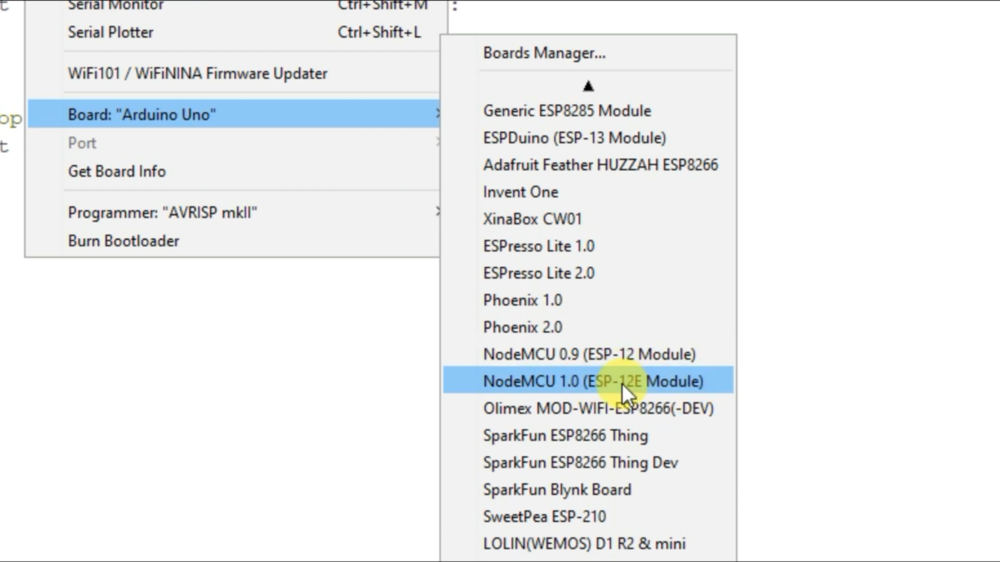 t
Serial Monitor Ctrl+Shift+M :
Serial Plotter Ctrl+Shift+L
WiFi101 / WiFiNINA Firmware Updater
op
Board: "Arduino Uno"
Port
t
Get Board Info
Programmer: "AVRISP mkII"
Burn Bootloader
Boards Manager...
Generic ESP8285 Module
ESPDuino (ESP-13 Module)
Adafruit Feather HUZZAH ESP8266
Invent One
XinaBox CW01
ESPresso Lite 1.0
ESPresso Lite 2.0
Phoenix 1.0
Phoenix 2.0
NodeMCU 0.9 (ESP-12 Module)
NodeMCU 1.0 (ESP-12E Module)
Olimex MOD-WIFI-ESP8266(-DEV)
SparkFun ESP8266 Thing
SparkFun ESP8266 Thing Dev
SparkFun Blynk Board
SweetPea ESP-210
LOLIN(WEMOS) D1 R2 & mini